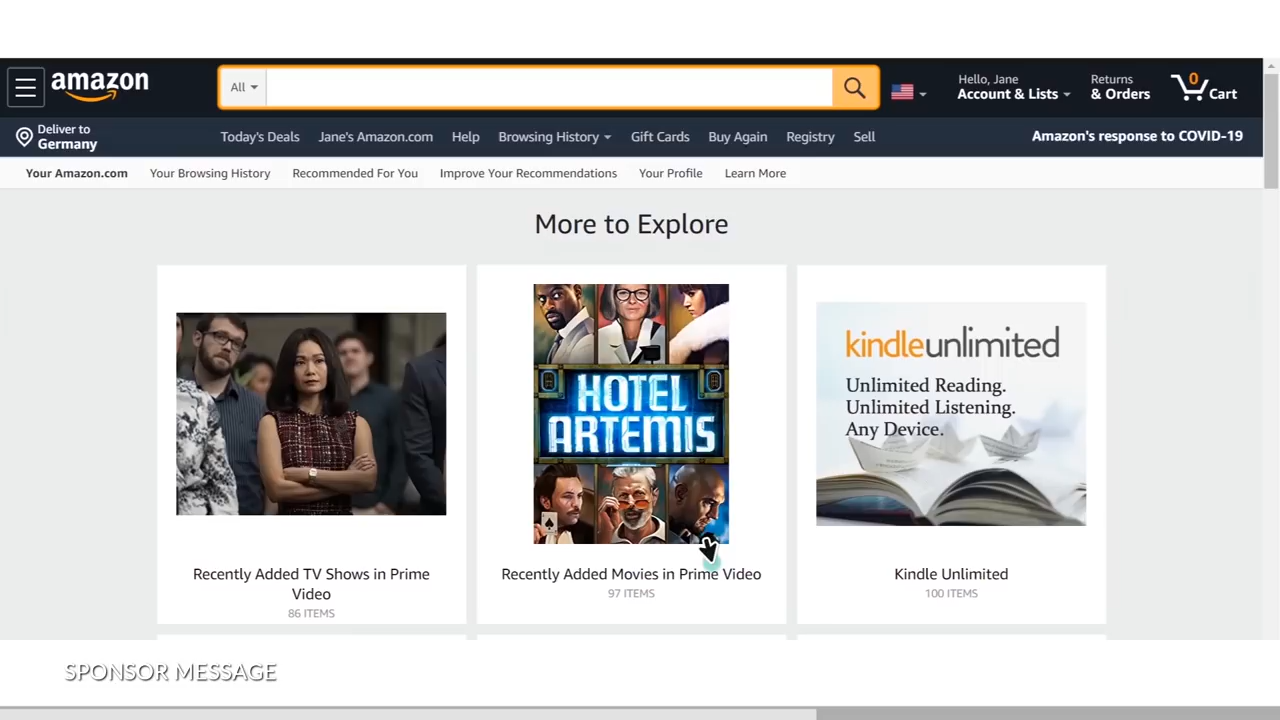 amazon
All
Hello, Jane
Account & Lists
Returns
& Orders
0
Cart
Deliver to
Germany
Today's Deals
Jane's Amazon.com
Help
Browsing History
Gift Cards
Buy Again
Registry
Sell
Amazon's response to COVID-19
Your Amazon.com
Your Browsing History
Recommended For You
Improve Your Recommendations
Your Profile
Learn More
More to Explore
HOTEL
ARTEMIS
kindleunlimited
Unlimited Reading.
Unlimited Listening.
Any Device.
Recently Added TV Shows in Prime
Video
86 ITEMS
Recently Added Movies in Prime Video
97 ITEMS
Kindle Unlimited
100 ITEMS
SPONSOR MESSAGE